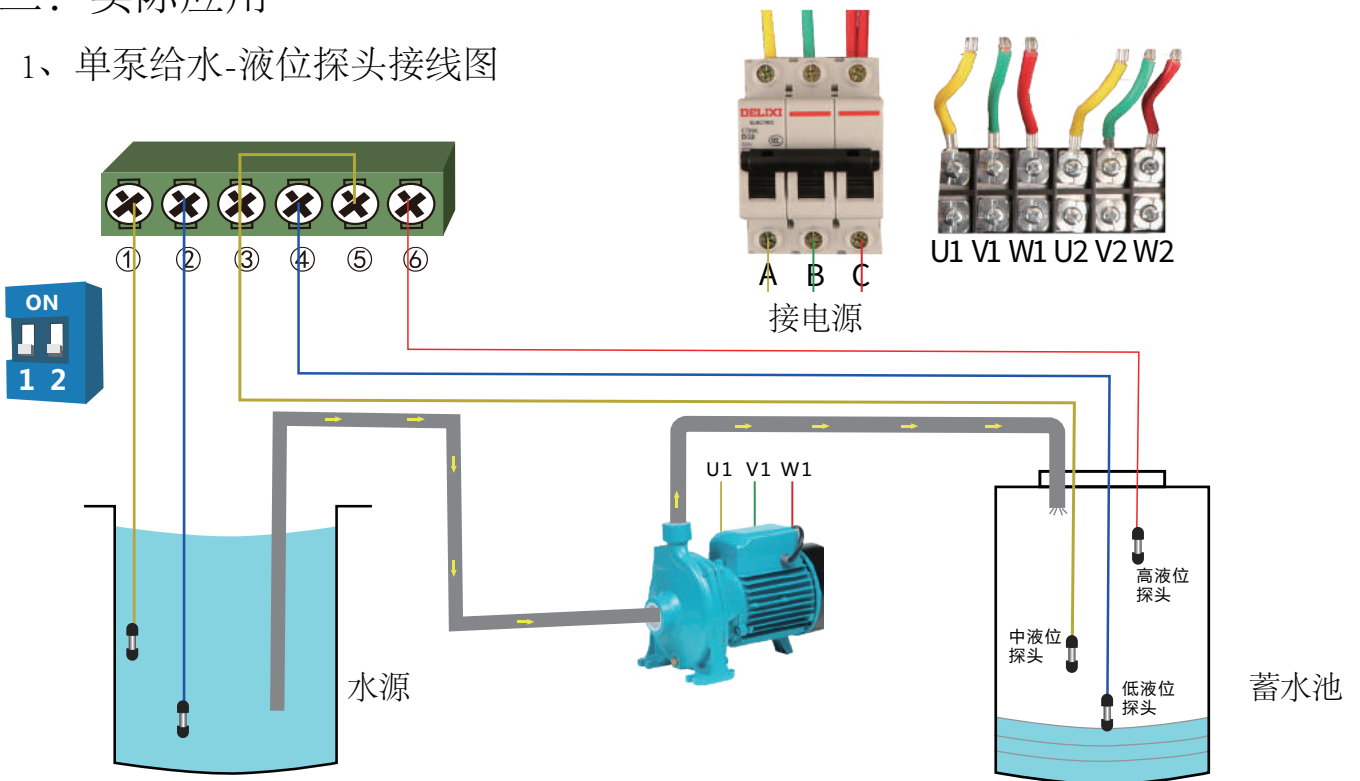 1、单泵给水-液位探头接线图
DELIXI
ELECTRIC
U1 V1 W1 U2 V2 W2
A B C
接电源
① ② ③ ④ ⑤ ⑥
ON
1 2
U1 V1 W1
高液位
探头
中液位
探头
低液位
探头
水源
蓄水池